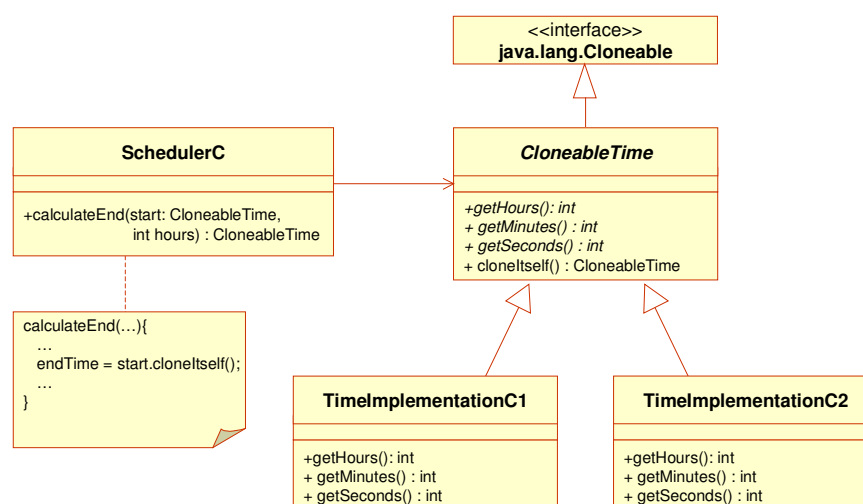 <<interface>>
java.lang.Cloneable
SchedulerC
+calculateEnd(start: CloneableTime,
int hours) : CloneableTime
CloneableTime
+getHours(): int
+ getMinutes() : int
+ getSeconds() : int
+ cloneItself() : CloneableTime
calculateEnd(…){
…
endTime = start.cloneItself();
…
}
TimeImplementationC1
+getHours(): int
+ getMinutes() : int
+ getSeconds() : int
TimeImplementationC2
+getHours(): int
+ getMinutes() : int
+ getSeconds() : int